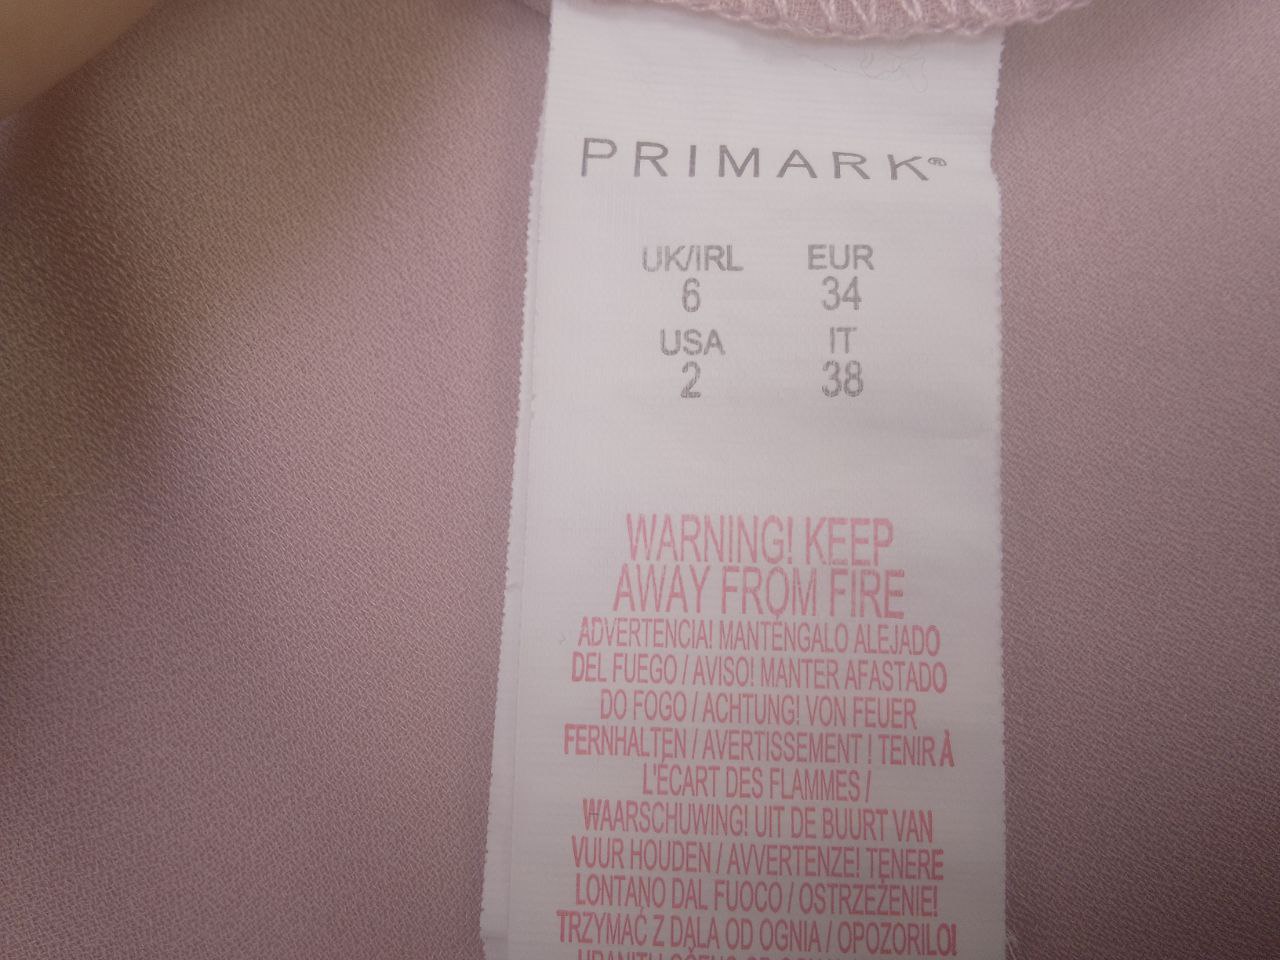 PRIMARK®
UK/IRL EUR
6 34
USA IT
2 38
WARNING! KEEP
AWAY FROM FIRE
ADVERTENCIA! MANTÉNGALO ALEJADO
DEL FUEGO / AVISO! MANTER AFASTADO
DO FOGO / ACHTUNG! VON FEUER
FERNHALTEN / AVERTISSEMENT ! TENIR À
L'ÉCART DES FLAMMES /
WAARSCHUWING! UIT DE BUURT VAN
VUUR HOUDEN / AVVERTENZE! TENERE
LONTANO DAL FUOCO / OSTRZEŻENIE!
TRZYMAĆ Z DALA OD OGNIA / OPOZORILO!